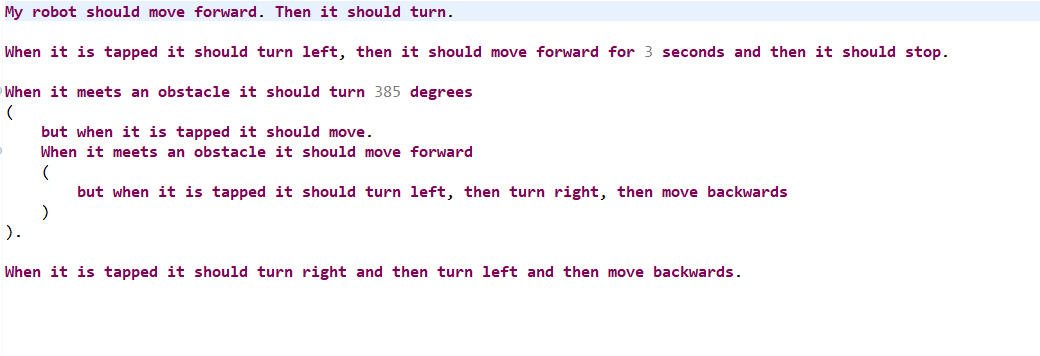 My robot should move forward. Then it should turn.
When it is tapped it should turn left, then it should move forward for 3 seconds and then it should stop.
When it meets an obstacle it should turn 385 degrees
(
but when it is tapped it should move.
When it meets an obstacle it should move forward
(
but when it is tapped it should turn left, then turn right, then move backwards
)
).
When it is tapped it should turn right and then turn left and then move backwards.